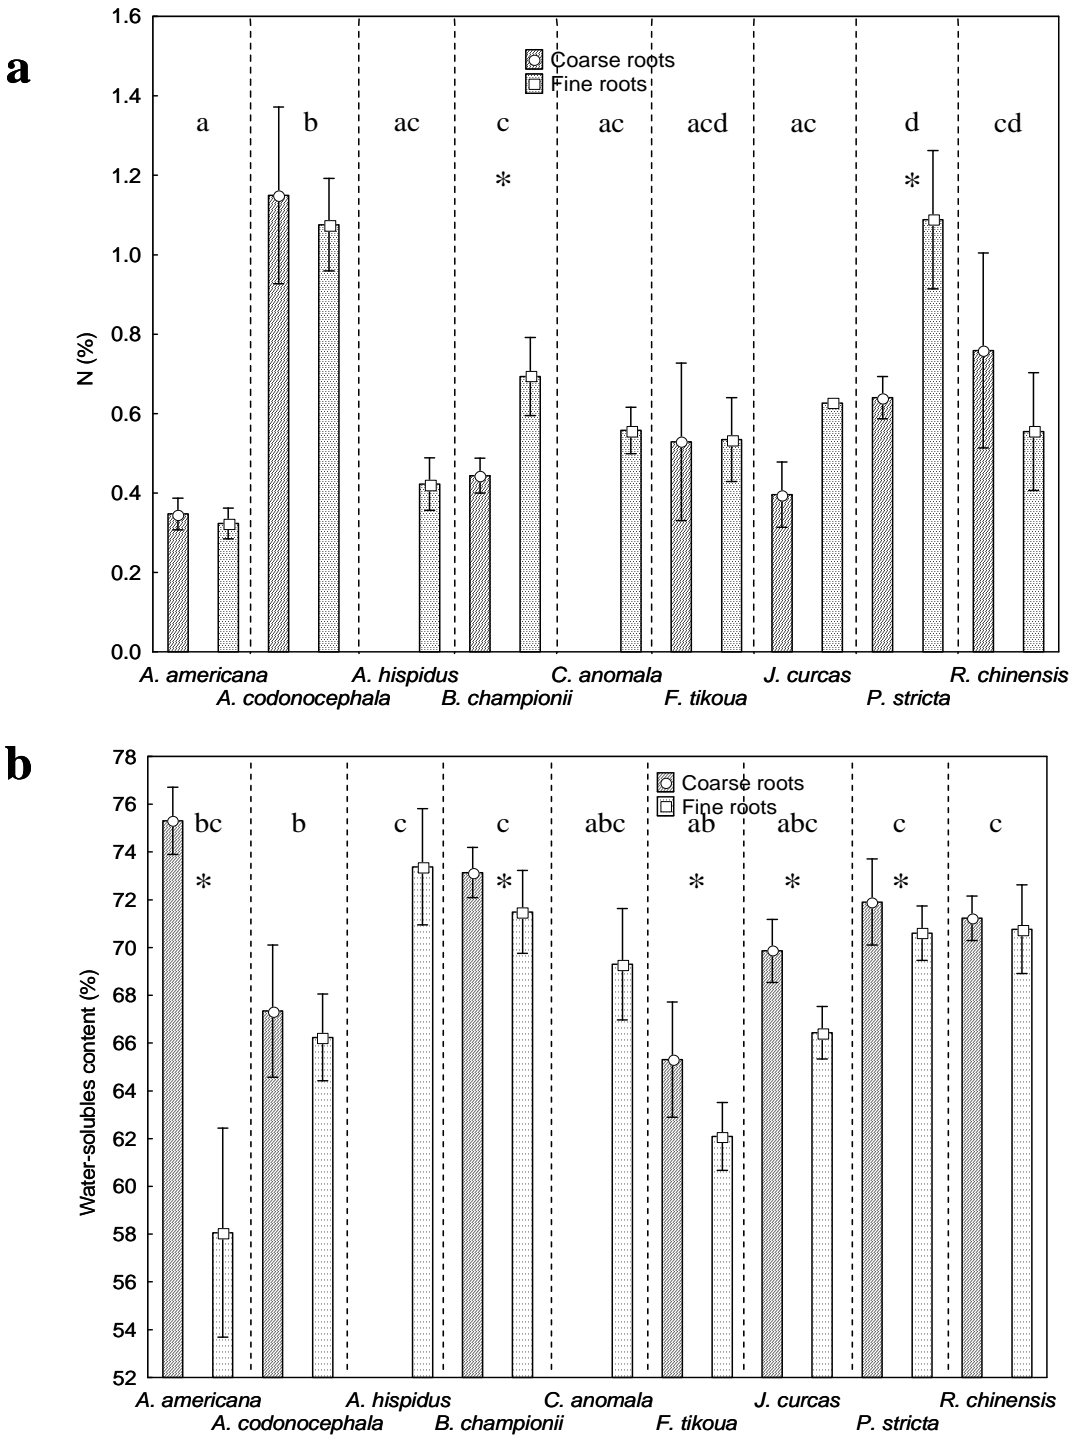 a
1.6
Coarse roots
Fine roots
1.4
a b ac c ac acd ac d cd
* *
1.2
1.0
0.8
N (%)
0.6
0.4
0.2
0.0
A. americana A. hispidus C. anomala J. curcas R. chinensis
A. codonocephala B. championii F. tikoua P. stricta
b
78
Coarse roots
Fine roots
76
bc b c c abc ab abc c c
74
* * * * *
72
70
68
Water-solubles content (%)
66
64
62
60
58
56
54
52
A. americana A. hispidus C. anomala J. curcas R. chinensis
A. codonocephala B. championii F. tikoua P. stricta